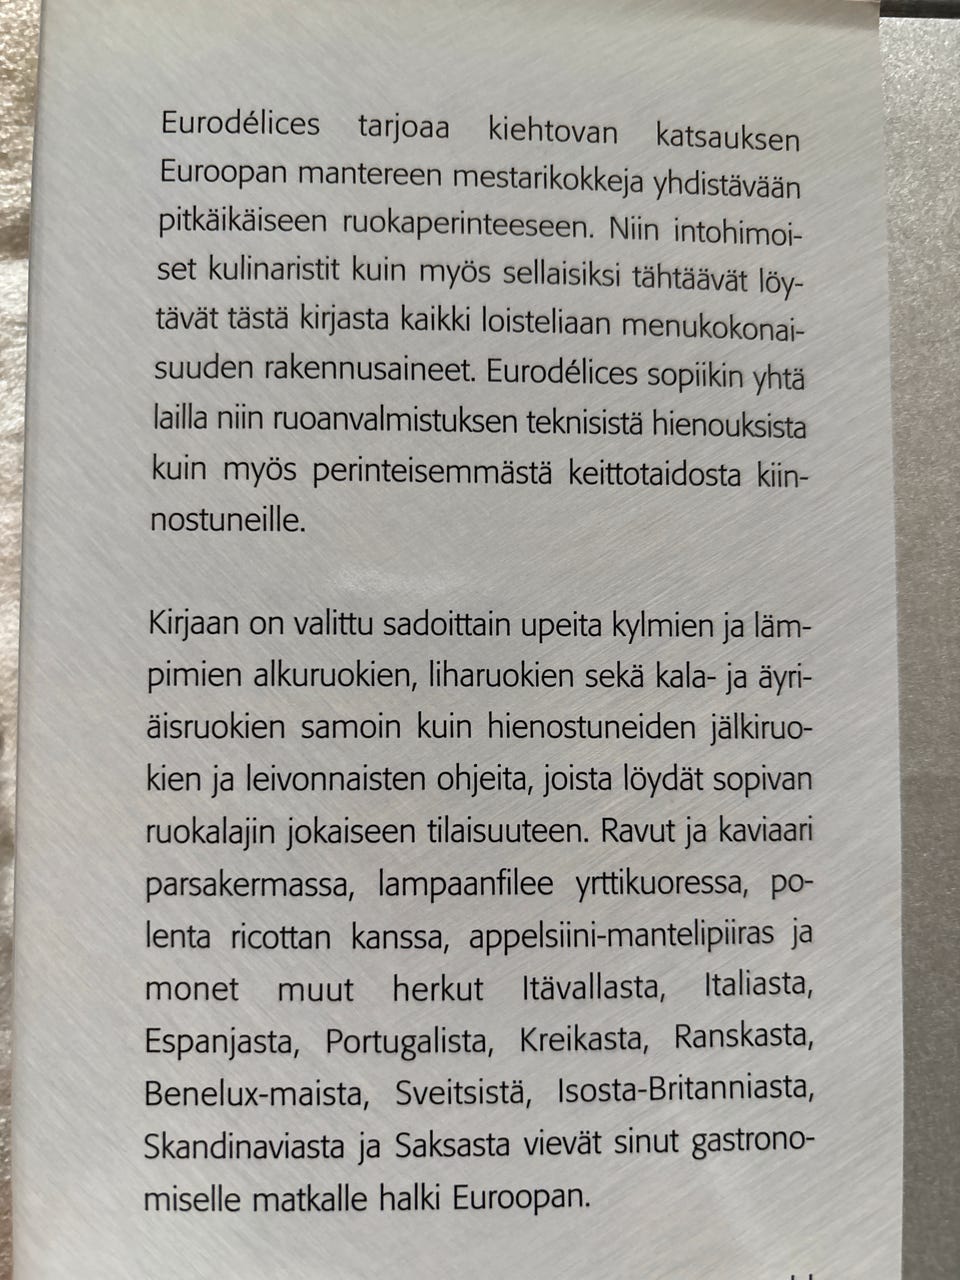 Eurodélices tarjoaa kiehtovan katsauksen
Euroopan mantereen mestarikokkeja yhdistävään
pitkäikäiseen ruokaperinteeseen. Niin intohimoi-
set kulinaristit kuin myös sellaisiksi tähtäävät löy-
tävät tästä kirjasta kaikki loisteliaan menukokonai-
suuden rakennusaineet. Eurodélices sopiikin yhtä
lailla niin ruoanvalmistuksen teknisistä hienouksista
kuin myös perinteisemmästä keittotaidosta kiin-
nostuneille.
Kirjaan on valittu sadoittain upeita kylmien ja läm-
pimien alkuruokien, liharuokien sekä kala- ja äyri-
äisruokien samoin kuin hienostuneiden jälkiruo-
kien ja leivonnaisten ohjeita, joista löydät sopivan
ruokalajin jokaiseen tilaisuuteen. Ravut ja kaviaari
parsakermassa, lampaanfilee yrttikuoressa, po-
lenta ricottan kanssa, appelsiini-mantelipiiras ja
monet muut herkut Itävallasta, Italiasta,
Espanjasta, Portugalista, Kreikasta, Ranskasta,
Benelux-maista, Sveitsistä, Isosta-Britanniasta,
Skandinaviasta ja Saksasta vievät sinut gastrono-
miselle matkalle halki Euroopan.